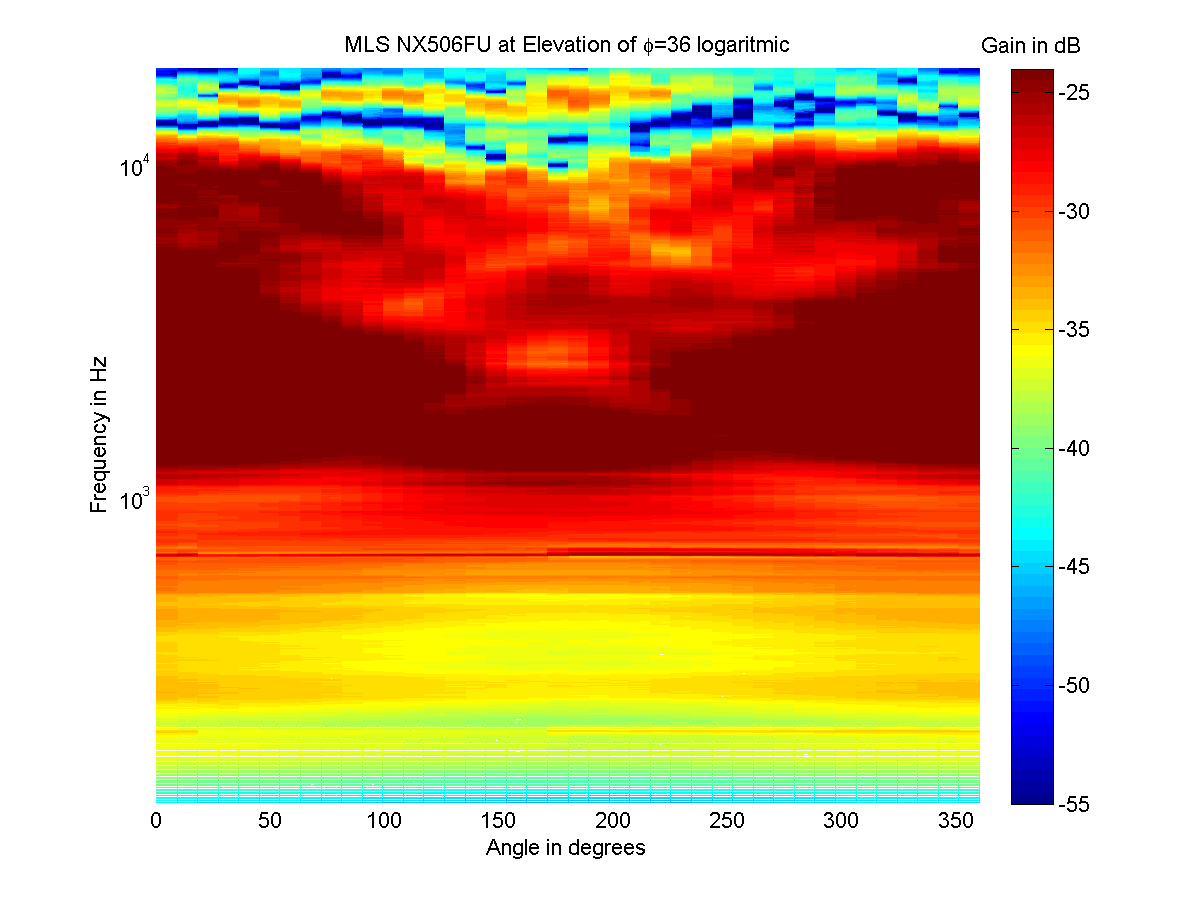 MLS NX506FU at Elevation of ϕ=36 logaritmic
Gain in dB
-25
-30
-35
-40
-45
-50
-55
Frequency in Hz
10⁴
10³
0 50 100 150 200 250 300 350
Angle in degrees